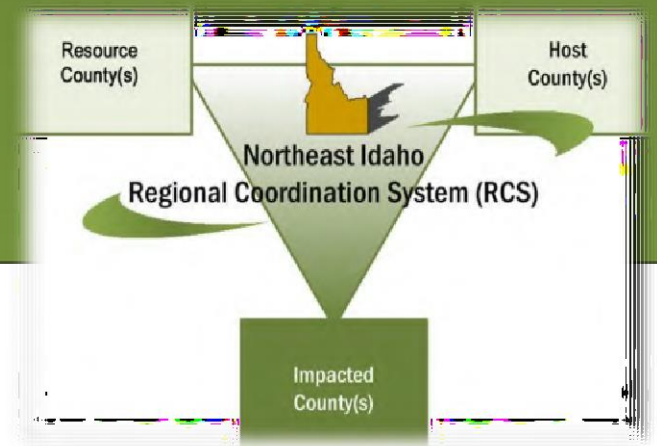 Resource
County(s)
Host
County(s)
Northeast Idaho
Regional Coordination System (RCS)
Impacted
County(s)